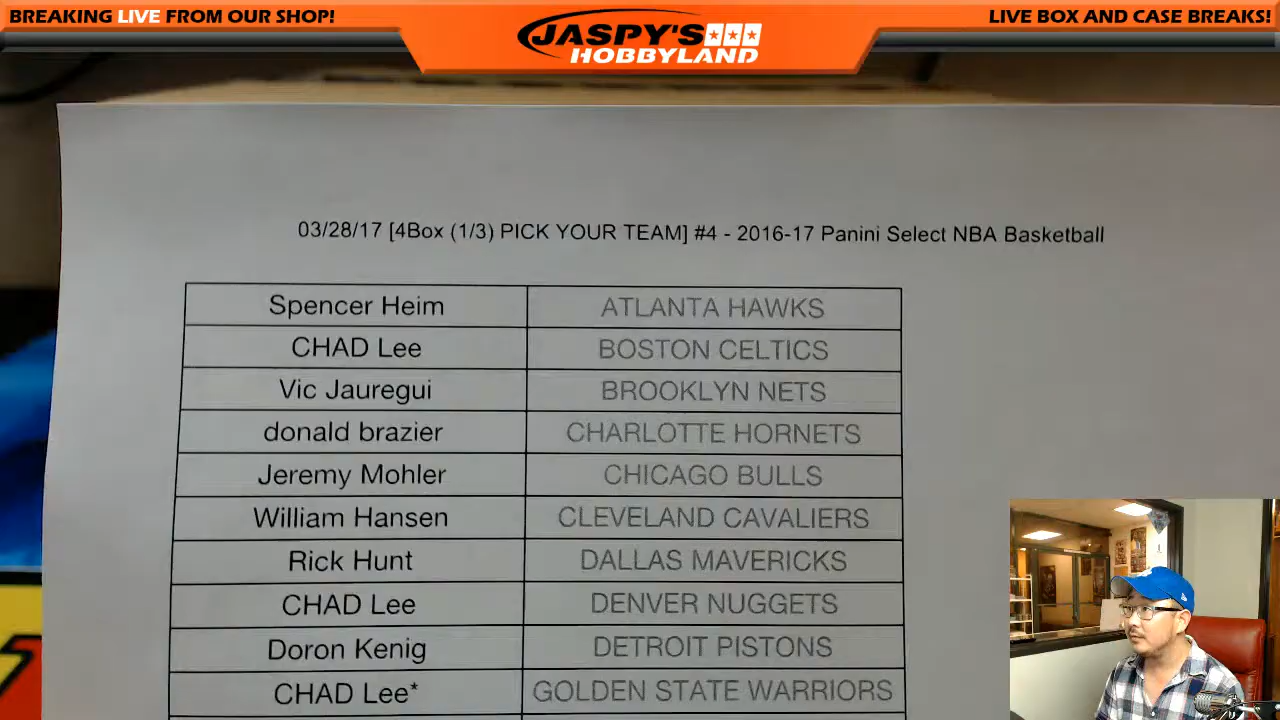 BREAKING LIVE FROM OUR SHOP!
JASPY'S
HOBBYLAND
LIVE BOX AND CASE BREAKS!
03/28/17 [4Box (1/3) PICK YOUR TEAM] #4 - 2016-17 Panini Select NBA Basketball
Spencer Heim ATLANTA HAWKS
CHAD Lee BOSTON CELTICS
Vic Jauregui BROOKLYN NETS
donald brazier CHARLOTTE HORNETS
Jeremy Mohler CHICAGO BULLS
William Hansen CLEVELAND CAVALIERS
Rick Hunt DALLAS MAVERICKS
CHAD Lee DENVER NUGGETS
Doron Kenig DETROIT PISTONS
CHAD Lee* GOLDEN STATE WARRIORS